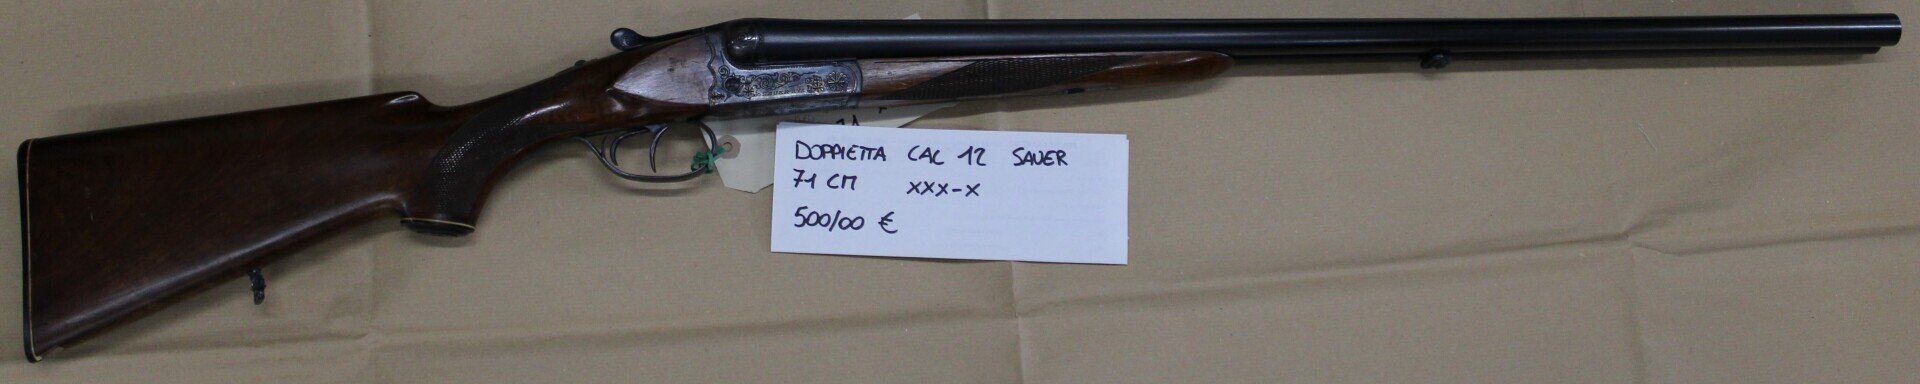 DOPPIETTA CAL 12 SAUER
71 CM xxx-x
500/00 €